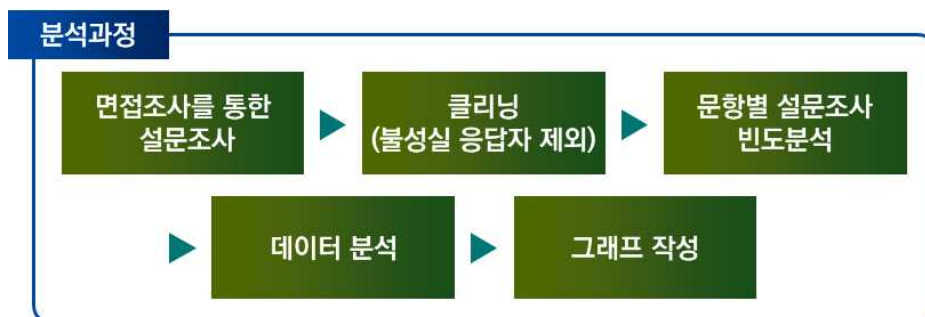 분석과정
면접조사를 통한
설문조사
클리닝
(불성실 응답자 제외)
문항별 설문조사
빈도분석
데이터 분석
그래프 작성